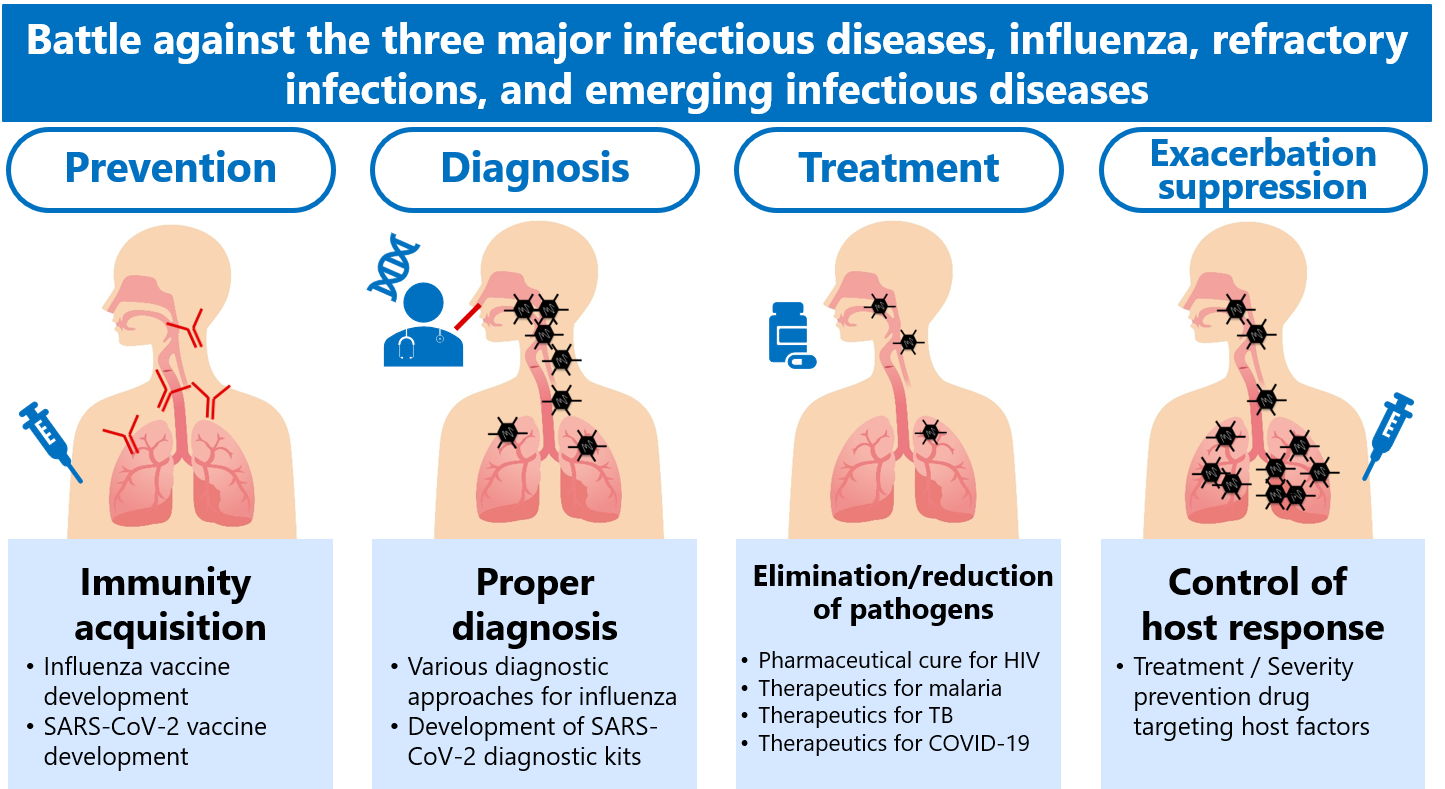 Battle against the three major infectious diseases, influenza, refractory
infections, and emerging infectious diseases
Prevention
Diagnosis
Treatment
Exacerbation
suppression
Immunity
acquisition
• Influenza vaccine
development
• SARS-CoV-2 vaccine
development
Proper
diagnosis
• Various diagnostic
approaches for influenza
• Development of SARS-
CoV-2 diagnostic kits
Elimination/reduction
of pathogens
• Pharmaceutical cure for HIV
• Therapeutics for malaria
• Therapeutics for TB
• Therapeutics for COVID-19
Control of
host response
• Treatment / Severity
prevention drug
targeting host factors